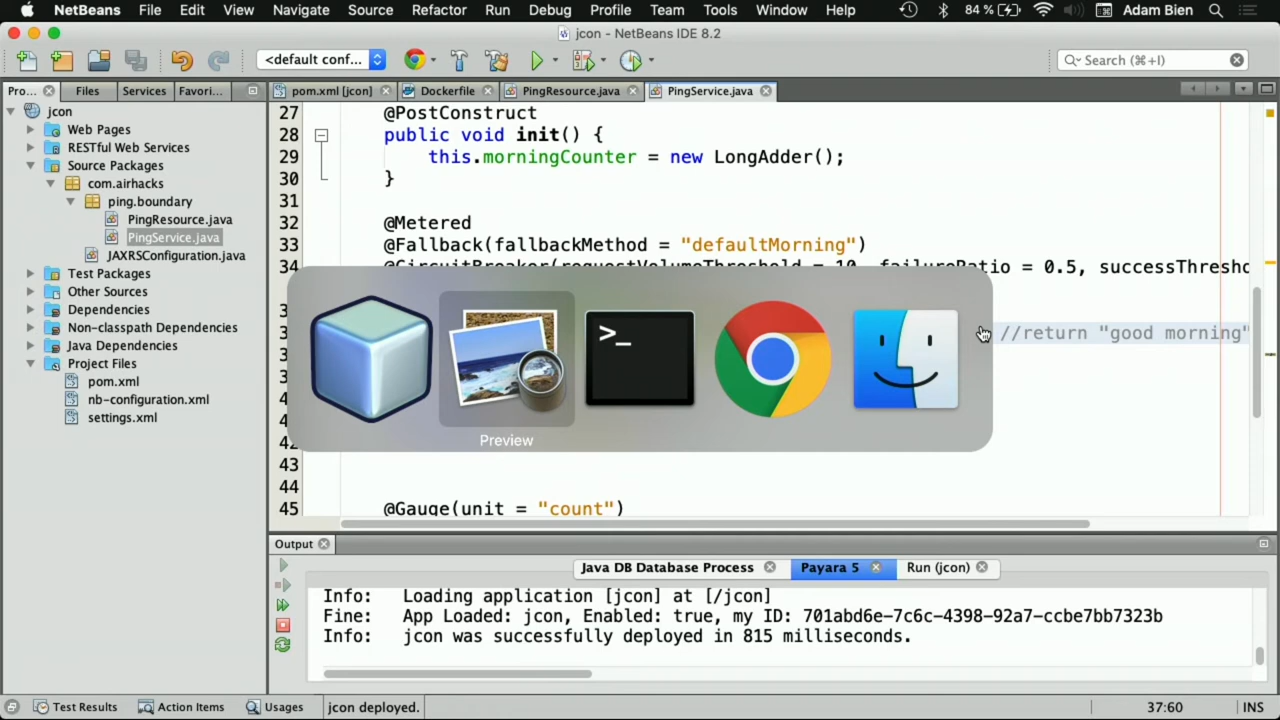 NetBeans File Edit View Navigate Source Refactor Run Debug Profile Team Tools Window Help 84 % Adam Bien
jcon - NetBeans IDE 8.2
<default conf... Search (⌘+I)
Pro... Files Services Favori... pom.xml [jcon] Dockerfile PingResource.java PingService.java
jcon
Web Pages
RESTful Web Services
Source Packages
com.airhacks
ping.boundary
PingResource.java
PingService.java
JAXRSConfiguration.java
Test Packages
Other Sources
Dependencies
Non-classpath Dependencies
Java Dependencies
Project Files
pom.xml
nb-configuration.xml
settings.xml
27 @PostConstruct
28 public void init() {
29 this.morningCounter = new LongAdder();
30 }
31
32 @Metered
33 @Fallback(fallbackMethod = "defaultMorning")
34 @CircuitBreaker(requestVolumeThreshold = 10, failureRatio = 0.5, successThresho
//return "good morning"
43
44
45 @Gauge(unit = "count")
>_
Preview
Output
Java DB Database Process Payara 5 Run (jcon)
Info: Loading application [jcon] at [/jcon]
Fine: App Loaded: jcon, Enabled: true, my ID: 701abd6e-7c6c-4398-92a7-ccbe7bb7323b
Info: jcon was successfully deployed in 815 milliseconds.
Test Results Action Items Usages jcon deployed. 37:60 INS